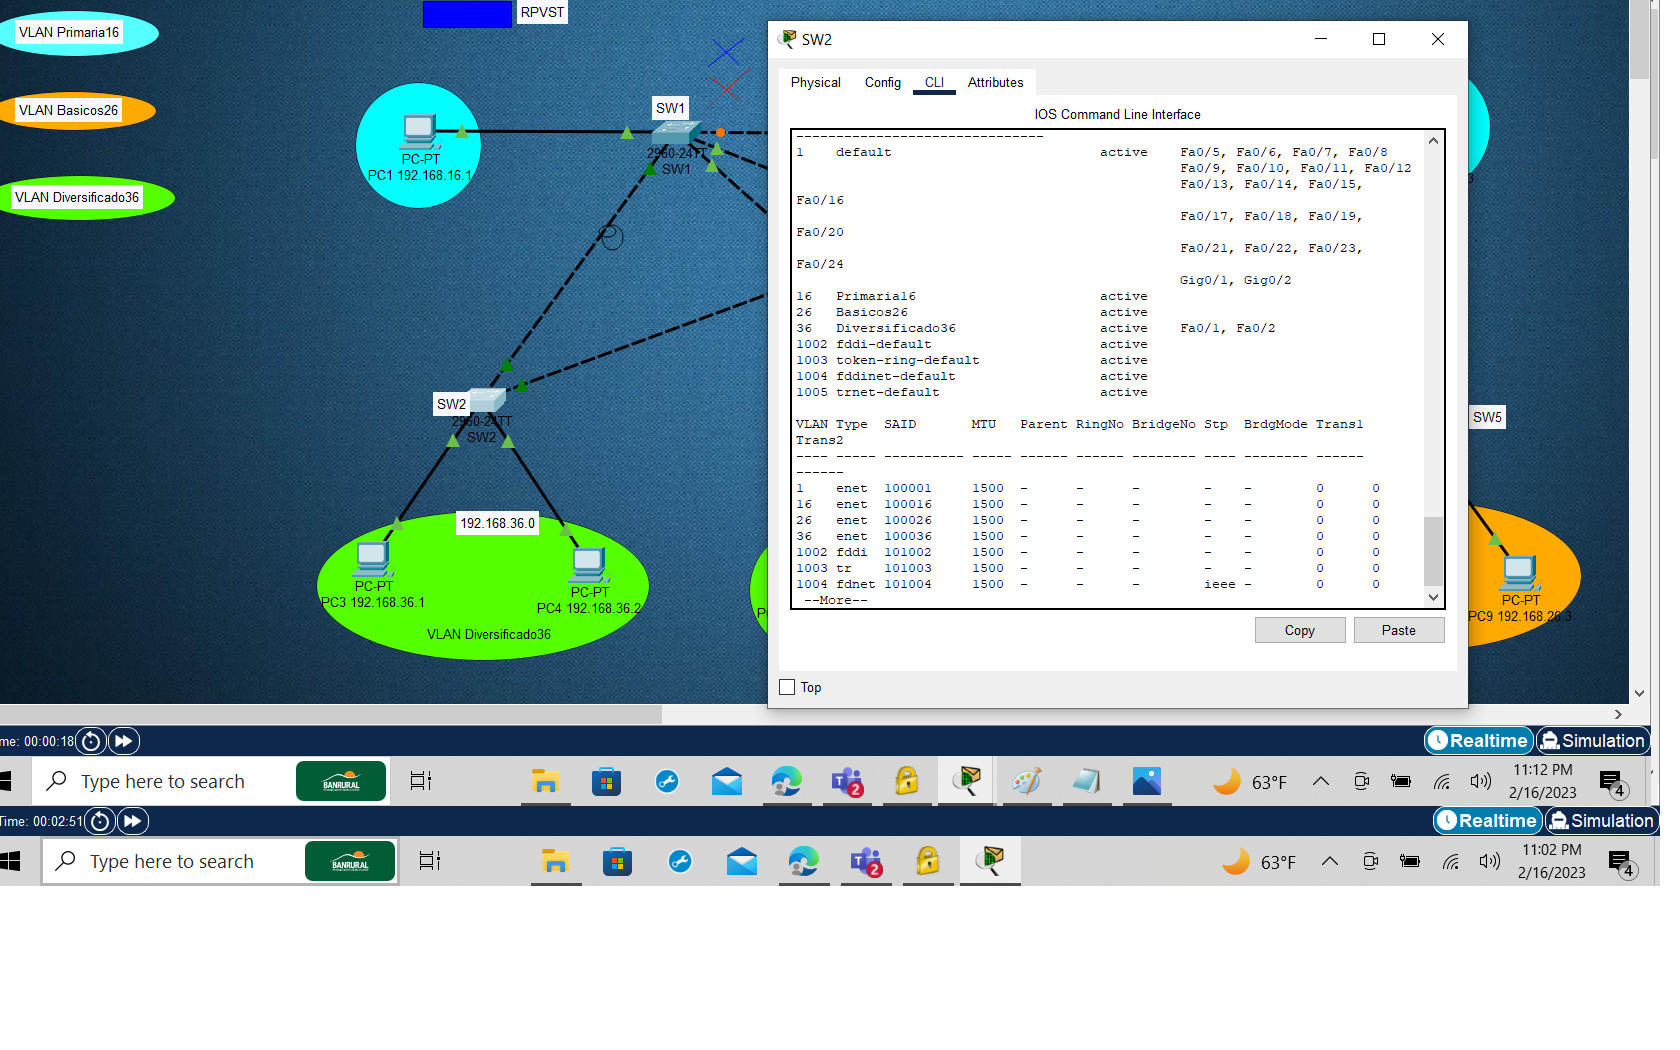 RPVST
VLAN Primaria16
VLAN Basicos26
VLAN Diversificado36
SW1
2960-24TT
SW1
PC-PT
PC1 192.168.16.1
SW2
2960-24TT
SW2
192.168.36.0
PC-PT
PC3 192.168.36.1
PC-PT
PC4 192.168.36.2
VLAN Diversificado36
SW2
Physical Config CLI Attributes
IOS Command Line Interface
-------------------------------
1 default active Fa0/5, Fa0/6, Fa0/7, Fa0/8
Fa0/9, Fa0/10, Fa0/11, Fa0/12
Fa0/13, Fa0/14, Fa0/15,
Fa0/16
Fa0/17, Fa0/18, Fa0/19,
Fa0/20
Fa0/21, Fa0/22, Fa0/23,
Fa0/24
Gig0/1, Gig0/2
16 Primaria16 active
26 Basicos26 active
36 Diversificado36 active Fa0/1, Fa0/2
1002 fddi-default active
1003 token-ring-default active
1004 fddinet-default active
1005 trnet-default active
VLAN Type SAID MTU Parent RingNo BridgeNo Stp BrdgMode Trans1
Trans2
---- ----- ---------- ----- ------ ------ -------- ---- -------- ------
------
1 enet 100001 1500 - - - - - 0 0
16 enet 100016 1500 - - - - - 0 0
26 enet 100026 1500 - - - - - 0 0
36 enet 100036 1500 - - - - - 0 0
1002 fddi 101002 1500 - - - - - 0 0
1003 tr 101003 1500 - - - - - 0 0
1004 fdnet 101004 1500 - - - ieee - 0 0
--More--
Copy Paste
Top
3
SW5
PC-PT
PC9 192.168.26.3
me: 00:00:18
Realtime Simulation
Type here to search
BANRURAL
2
63°F
11:12 PM
2/16/2023
4
Time: 00:02:51
Realtime Simulation
Type here to search
BANRURAL
2
63°F
11:02 PM
2/16/2023
4